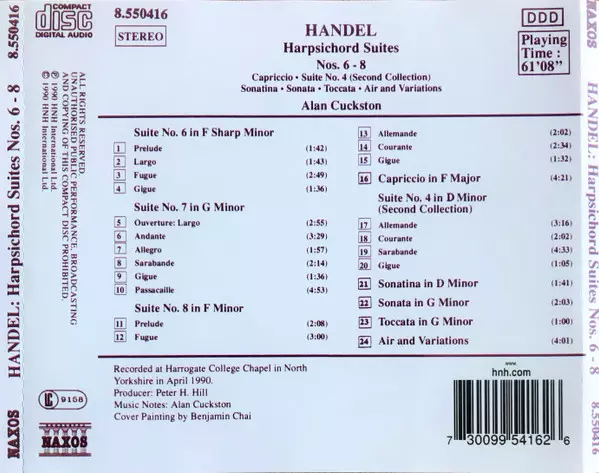 8.550416
COMPACT
disc
DIGITAL AUDIO
8.550416
STEREO
HANDEL
Harpsichord Suites
Nos. 6 - 8
Capriccio · Suite No. 4 (Second Collection)
Sonatina · Sonata · Toccata · Air and Variations
Alan Cuckston
DDD
Playing
Time :
61'08"
Suite No. 6 in F Sharp Minor
1 Prelude (1:42)
2 Largo (1:43)
3 Fugue (2:49)
4 Gigue (1:36)
Suite No. 7 in G Minor
5 Ouverture: Largo (2:55)
6 Andante (3:29)
7 Allegro (1:57)
8 Sarabande (2:14)
9 Gigue (1:36)
10 Passacaille (4:53)
Suite No. 8 in F Minor
11 Prelude (2:08)
12 Fugue (3:00)
13 Allemande (2:02)
14 Courante (2:34)
15 Gigue (1:32)
16 Capriccio in F Major (4:21)
Suite No. 4 in D Minor
(Second Collection)
17 Allemande (3:16)
18 Courante (2:02)
19 Sarabande (4:33)
20 Gigue (1:05)
21 Sonatina in D Minor (1:41)
22 Sonata in G Minor (2:03)
23 Toccata in G Minor (1:00)
24 Air and Variations (4:01)
Recorded at Harrogate College Chapel in North
Yorkshire in April 1990.
Producer: Peter H. Hill
Music Notes: Alan Cuckston
Cover Painting by Benjamin Chai
www.
hnh.com
7 30099 54162 6
ALL RIGHTS RESERVED.
UNAUTHORISED PUBLIC PERFORMANCE, BROADCASTING
AND COPYING OF THIS COMPACT DISC PROHIBITED.
℗ 1990 HNH International Ltd.
© 1990 HNH International Ltd.
LC 9158
NAXOS
NAXOS HANDEL: Harpsichord Suites Nos. 6 - 8 8.550416
NAXOS HANDEL: Harpsichord Suites Nos. 6 - 8 8.550416